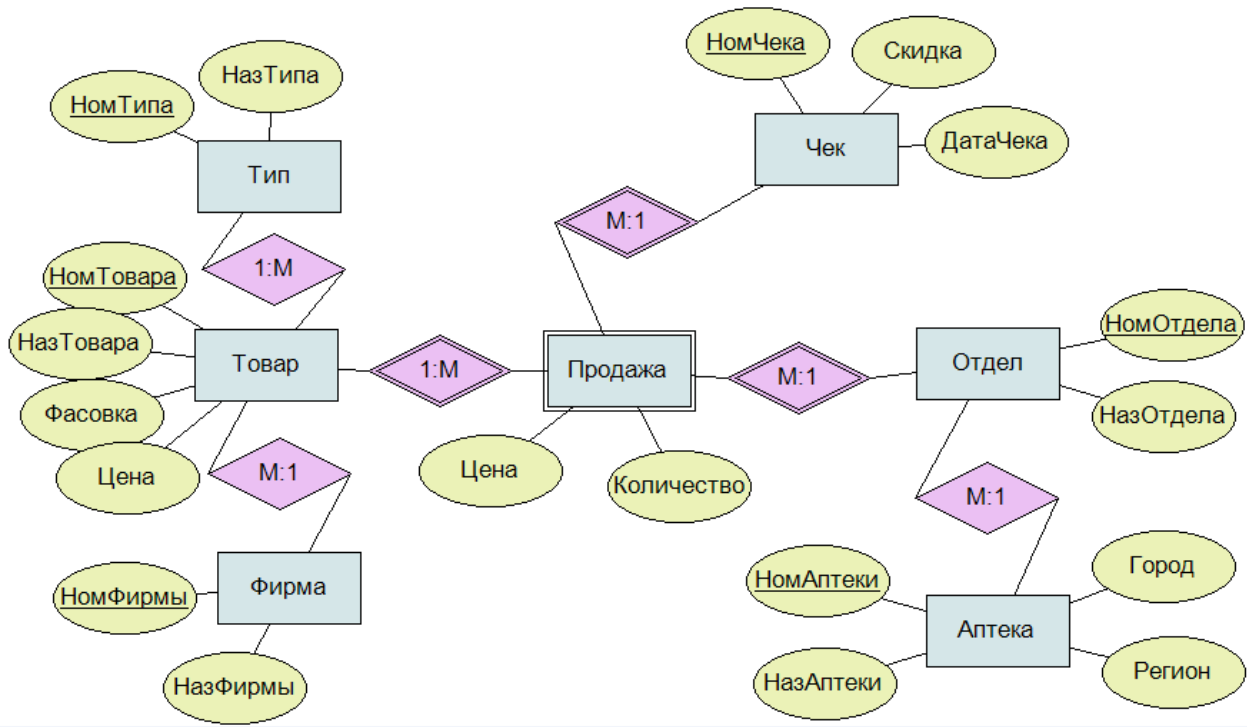 НомЧека
Скидка
НазТипа
НомТипа
Чек
ДатаЧека
Тип
М:1
1:М
НомТовара
НазТовара
Товар
1:М
Продажа
М:1
Отдел
НомОтдела
Фасовка
НазОтдела
Цена
М:1
Цена
Количество
М:1
НомФирмы
Фирма
НомАптеки
Город
Аптека
НазФирмы
НазАптеки
Регион